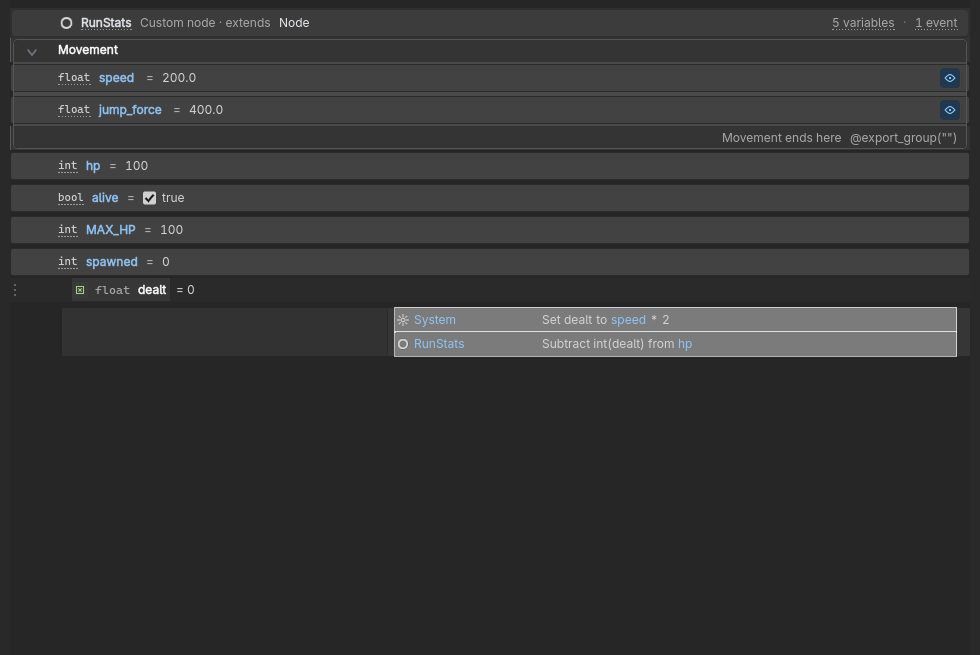 RunStats Custom node · extends Node 5 variables · 1 event
Movement
float speed = 200.0
float jump_force = 400.0
Movement ends here @export_group("")
int hp = 100
bool alive = true
int MAX_HP = 100
int spawned = 0
float dealt = 0
System Set dealt to speed * 2
RunStats Subtract int(dealt) from hp